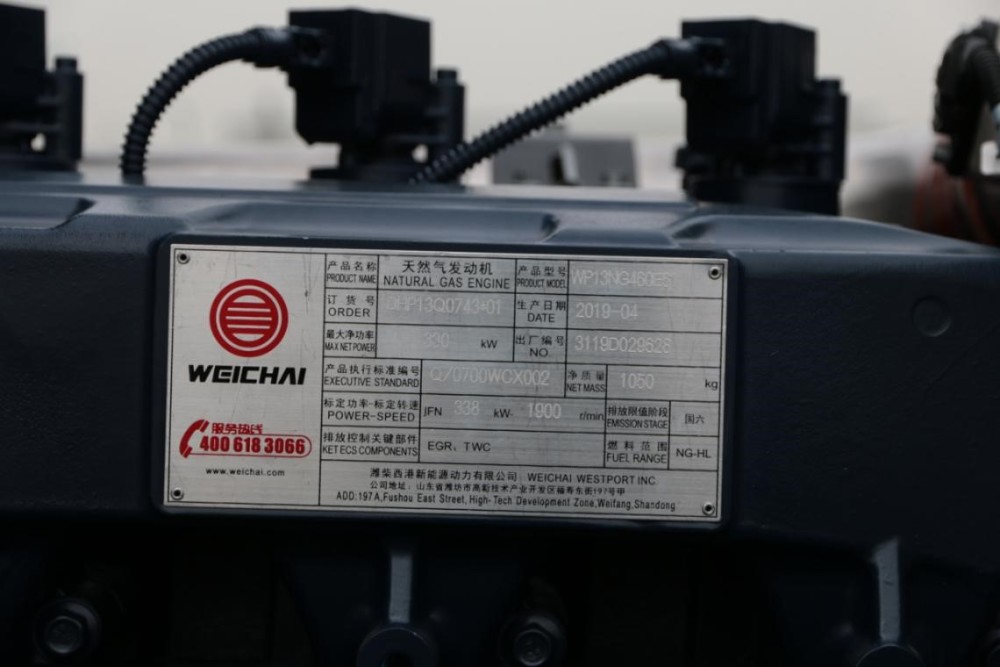 WEICHAI
服务热线
400 618 3066
www.weichai.com
产品名称 天然气发动机 产品型号 WP13NG460E6
PRODUCT NAME NATURAL GAS ENGINE PRODUCT MODEL
订货号 DHP13Q0743*01 生产日期 2019-04
ORDER DATE
最大净功率 330 kW 出厂编号 3119D029628
MAX NET POWER NO.
产品执行标准编号 Q70700WCX002 净质量 1050 kg
EXECUTIVE STANDARD NET MASS
标定功率-标定转速 JFN 338 kW- 1900 r/min 排放限值阶段 国六
POWER-SPEED EMISSION STAGE
排放控制关键部件 EGR、TWC 燃料范围 NG-HL
KET ECS COMPONENTS FUEL RANGE
潍柴西港新能源动力有限公司 WEICHAI WESTPORT INC
公司地址：山东省潍坊市高新技术产业开发区福寿东街197号甲
ADD:197 A,Fushou East Street, High-Tech Development Zone,Weifang,Shandong